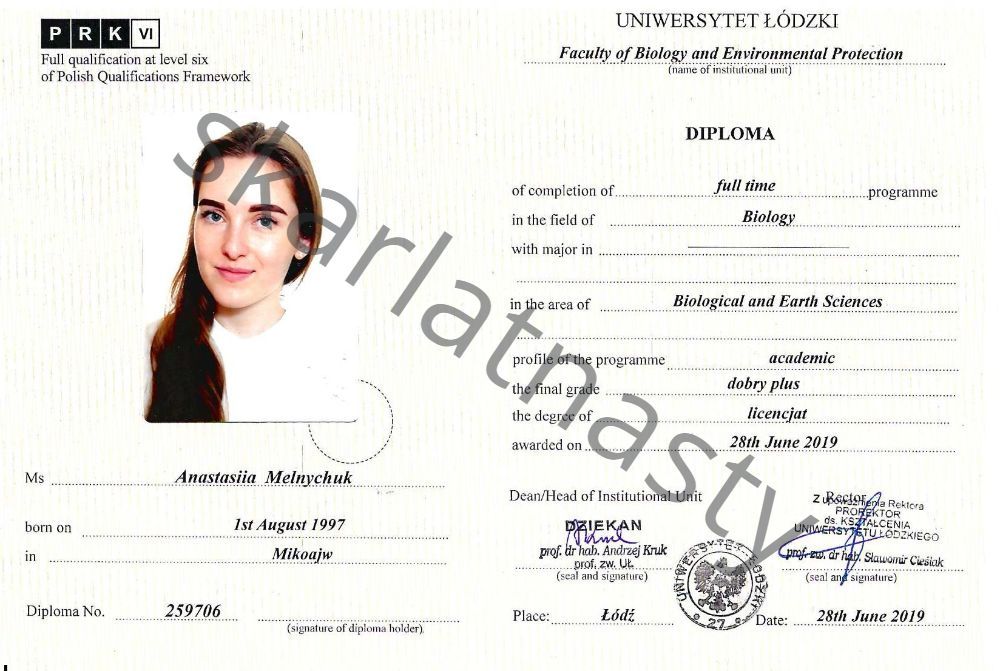 PRK VI
Full qualification at level six
of Polish Qualifications Framework
Ms Anastasiia Melnychuk
born on 1st August 1997
in Mikoajw
Diploma No. 259706
(signature of diploma holder)
UNIWERSYTET ŁÓDZKI
Faculty of Biology and Environmental Protection
(name of institutional unit)
DIPLOMA
of completion of full time programme
in the field of Biology
with major in
in the area of Biological and Earth Sciences
profile of the programme academic
the final grade dobry plus
the degree of licencjat
awarded on 28th June 2019
Dean/Head of Institutional Unit
DZIEKAN
prof. dr hab. Andrzej Kruk
prof. zw. UŁ
(seal and signature)
Rector
Z upoważnienia Rektora
PROREKTOR
ds. KSZTAŁCENIA
UNIWERSYTETU ŁÓDZKIEGO
prof. zw. dr hab. Sławomir Cieślak
(seal and signature)
UNIWERSYTET ŁÓDZKI
27
Place: Łódź
Date: 28th June 2019
skarlatnasty